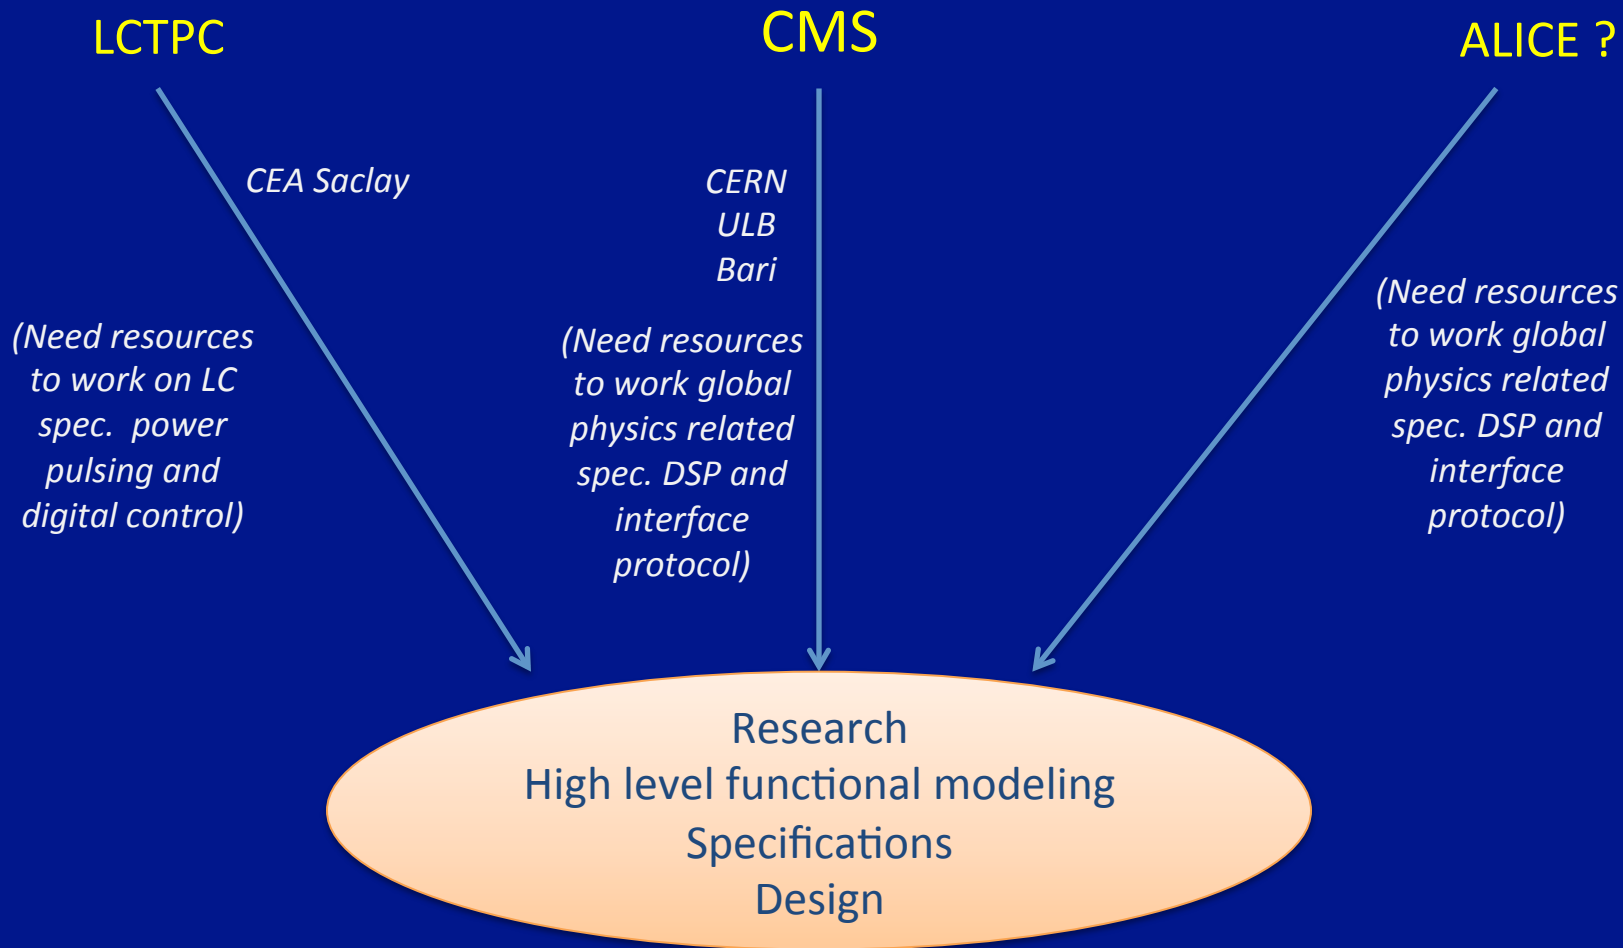 LCTPC
CMS
ALICE ?
CEA Saclay
CERN
ULB
Bari
(Need resources
to work on LC
spec.  power
pulsing and
digital control)
(Need resources
to work global
physics related
spec. DSP and
interface
protocol)
(Need resources
to work global
physics related
spec. DSP and
interface
protocol)
Research
High level functional modeling
Specifications
Design